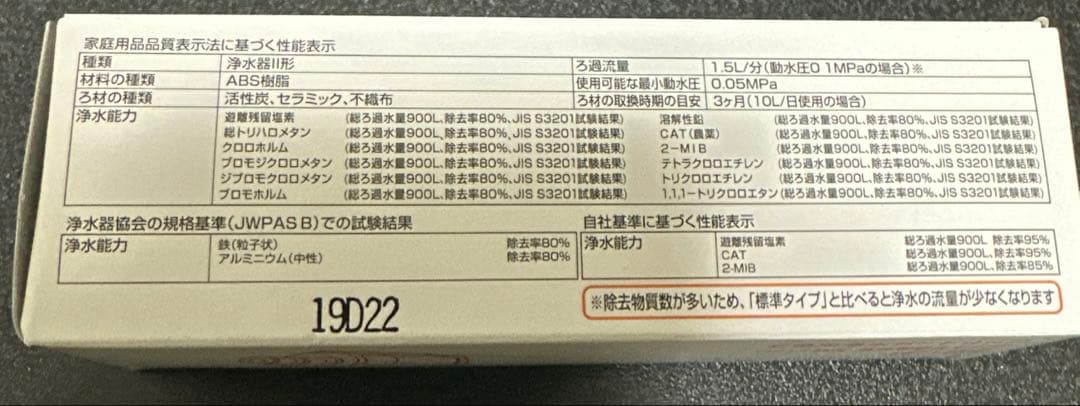 家庭用品品質表示法に基づく性能表示
種類 浄水器II形 ろ過流量 1.5L/分(動水圧0 1MPaの場合)※
材料の種類 ABS樹脂 使用可能な最小動水圧 0.05MPa
ろ材の種類 活性炭、セラミック、不織布 ろ材の取換時期の目安 3ヶ月(10L/日使用の場合)
浄水能力 遊離残留塩素 (総ろ過水量900L、除去率80%、JIS S3201試験結果) 溶解性鉛 (総ろ過水量900L、除去率80%、JIS S3201試験結果)
総トリハロメタン (総ろ過水量900L、除去率80%、JIS S3201試験結果) CAT(農薬) (総ろ過水量900L、除去率80%、JIS S3201試験結果)
クロロホルム (総ろ過水量900L、除去率80%、JIS S3201試験結果) 2-MIB (総ろ過水量900L、除去率80%、JIS S3201試験結果)
ブロモジクロロメタン (総ろ過水量900L、除去率80%、JIS S3201試験結果) テトラクロロエチレン (総ろ過水量900L、除去率80%、JIS S3201試験結果)
ジブロモクロロメタン (総ろ過水量900L、除去率80%、JIS S3201試験結果) トリクロロエチレン (総ろ過水量900L、除去率80%、JIS S3201試験結果)
ブロモホルム (総ろ過水量900L、除去率80%、JIS S3201試験結果) 1,1,1-トリクロロエタン(総ろ過水量900L、除去率80%、JIS S3201試験結果)
浄水器協会の規格基準(JWPAS B)での試験結果
浄水能力 鉄(粒子状) 除去率80%
アルミニウム(中性) 除去率80%
自社基準に基づく性能表示
浄水能力 遊離残留塩素 総ろ過水量900L 除去率95%
CAT 総ろ過水量900L、除去率95%
2-MIB 総ろ過水量900L、除去率85%
※除去物質数が多いため、「標準タイプ」と比べると浄水の流量が少なくなります
19D22